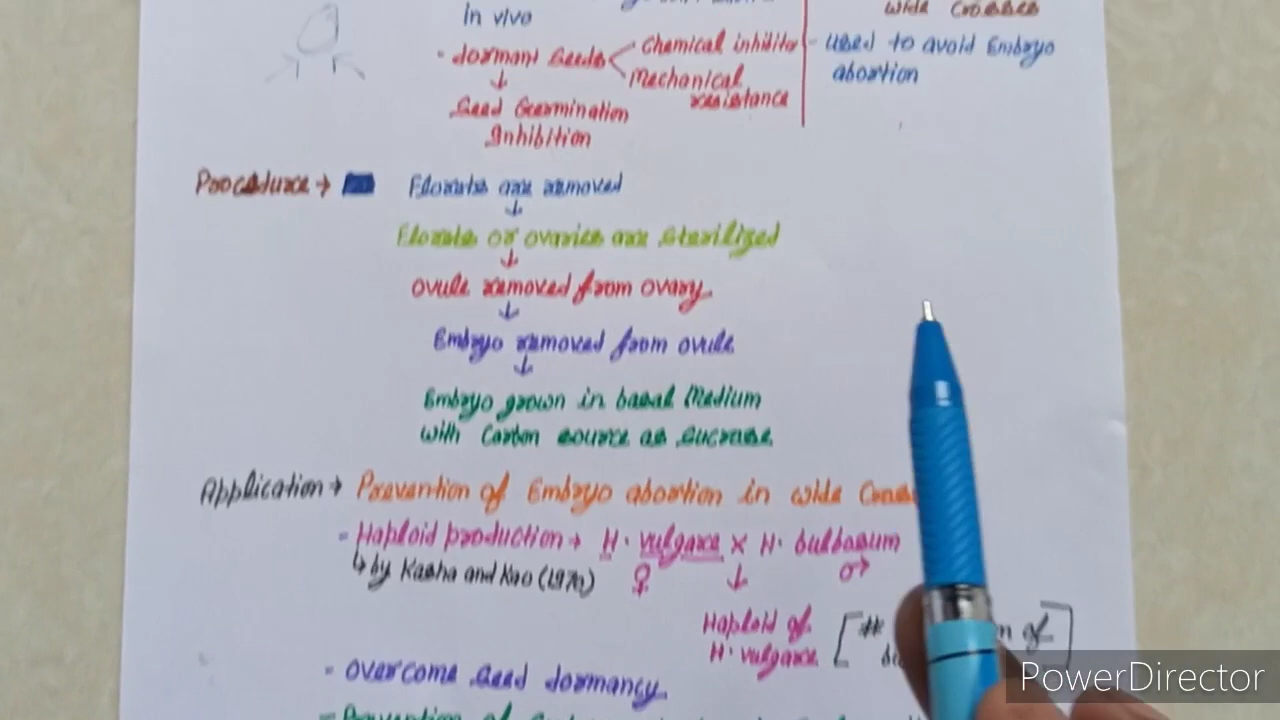 wide crosses
in vivo
- dormant seeds
Chemical inhibitor
Mechanical resistance
↓
Seed Germination
Inhibition
- used to avoid Embryo
abortion
Procedure →
Florets are removed
↓
Florets or ovaries are sterilized
↓
Ovule removed from ovary
↓
Embryo removed from ovule
↓
Embryo grown in basal Medium
with Carbon source as sucrose
Application → Prevention of Embryo abortion in wide
- Haploid production → H. vulgare × H. bulbosum
↳ by Kasha and Kao (1970) ♀ ↓ ♂
Haploid of [# of]
H. vulgare
- overcome seed dormancy
- Prevention of
PowerDirector